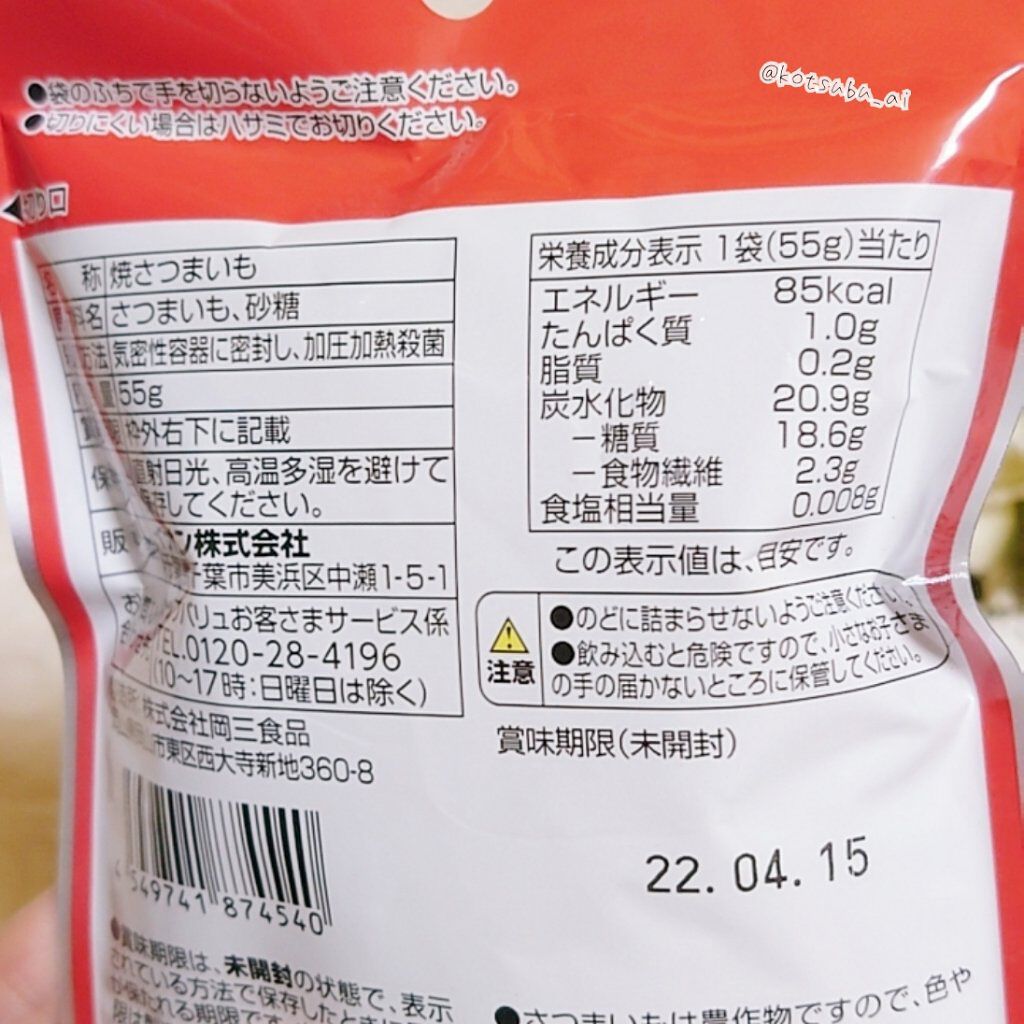 @kotsuba_ai
●袋のふちで手を切らないようご注意ください。
●切りにくい場合はハサミでお切りください。
◀切り口
称 焼さつまいも
名 さつまいも、砂糖
方法 気密性容器に密封し、加圧加熱殺菌
量 55g
枠外右下に記載
保 直射日光、高温多湿を避けて
保存してください。
販 ン株式会社
千葉市美浜区中瀬1-5-1
お バリュお客さまサービス係
TEL.0120-28-4196
(10〜17時:日曜日は除く)
株式会社岡三食品
市東区西大寺新地360-8
4 549741 874540
●賞味期限は、未開封の状態で、表示
されている方法で保存したときに
が保たれる期限です。
栄養成分表示 1袋(55g)当たり
エネルギー 85kcal
たんぱく質 1.0g
脂質 0.2g
炭水化物 20.9g
－糖質 18.6g
－食物繊維 2.3g
食塩相当量 0.008g
この表示値は、目安です。
注意
●のどに詰まらせないようご注意ください。
●飲み込むと危険ですので、小さなお子さま
の手の届かないところに保管してください。
賞味期限(未開封)
22.04.15
●さつまいもは農作物ですので、色や